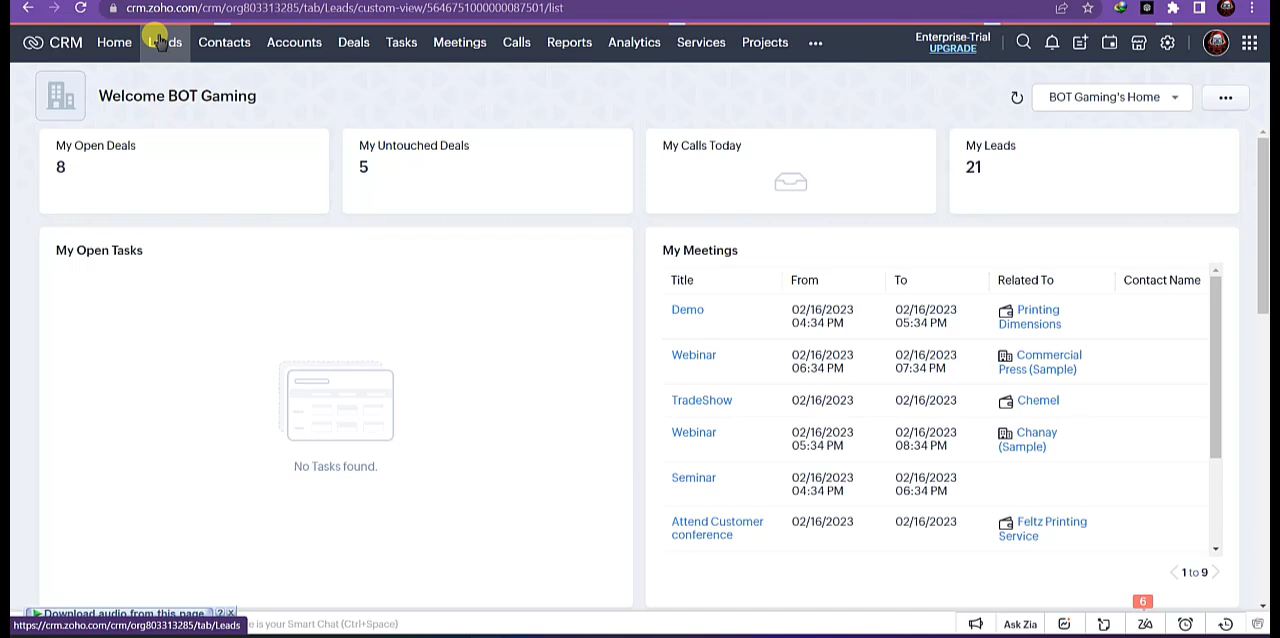 crm.zoho.com/crm/org803313285/tab/Leads/custom-view/5646751000000087501/list
CRM Home Leads Contacts Accounts Deals Tasks Meetings Calls Reports Analytics Services Projects ••• Enterprise-Trial
UPGRADE
Welcome BOT Gaming
BOT Gaming's Home
My Open Deals
8
My Untouched Deals
5
My Calls Today
My Leads
21
My Open Tasks
No Tasks found.
My Meetings
Title From To Related To Contact Name
Demo 02/16/2023 02/16/2023 Printing
04:34 PM 05:34 PM Dimensions
Webinar 02/16/2023 02/16/2023 Commercial
06:34 PM 07:34 PM Press (Sample)
TradeShow 02/16/2023 02/16/2023 Chemel
Webinar 02/16/2023 02/16/2023 Chanay
05:34 PM 08:34 PM (Sample)
Seminar 02/16/2023 02/16/2023
04:34 PM 06:34 PM
Attend Customer 02/16/2023 02/16/2023 Feltz Printing
conference Service
1 to 9
6
Download audio from this page ? x
https://crm.zoho.com/crm/org803313285/tab/Leads
e is your Smart Chat (Ctrl+Space)
Ask Zia